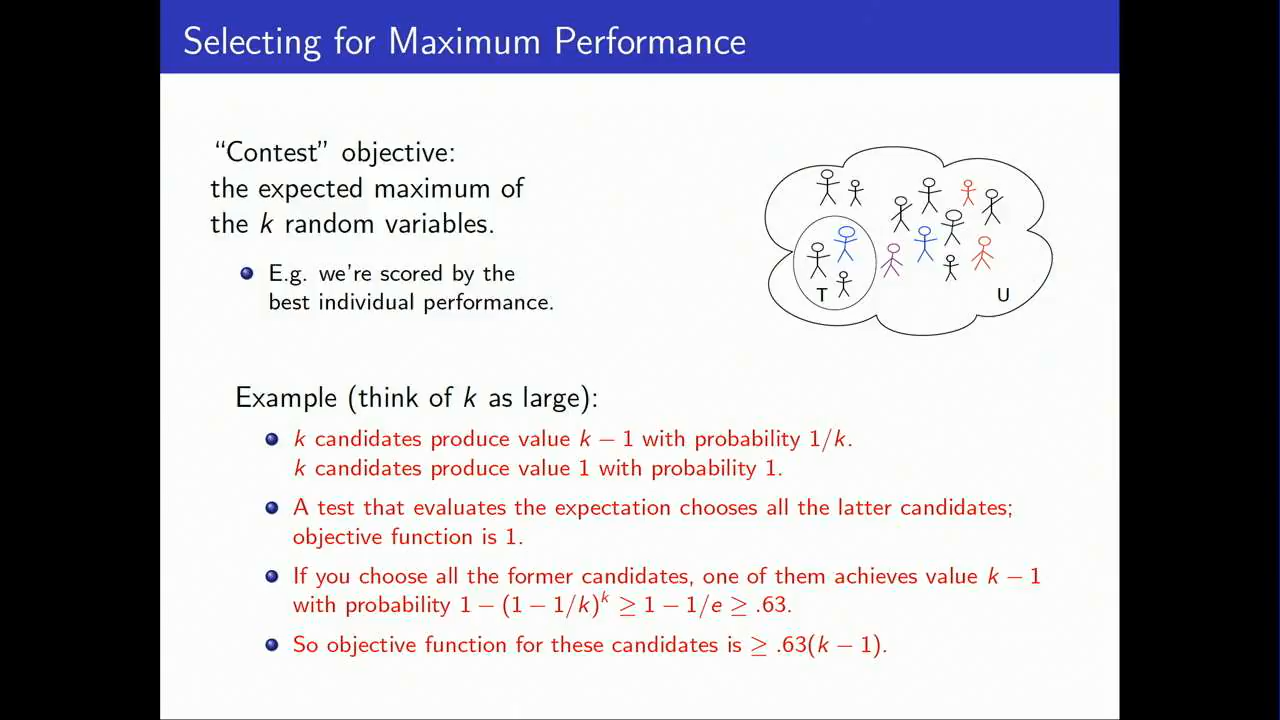 Selecting for Maximum Performance
“Contest” objective:
the expected maximum of
the k random variables.
E.g. we’re scored by the
best individual performance.
T
U
Example (think of k as large):
k candidates produce value k − 1 with probability 1/k.
k candidates produce value 1 with probability 1.
A test that evaluates the expectation chooses all the latter candidates;
objective function is 1.
If you choose all the former candidates, one of them achieves value k − 1
with probability 1 − (1 − 1/k)^k ≥ 1 − 1/e ≥ .63.
So objective function for these candidates is ≥ .63(k − 1).